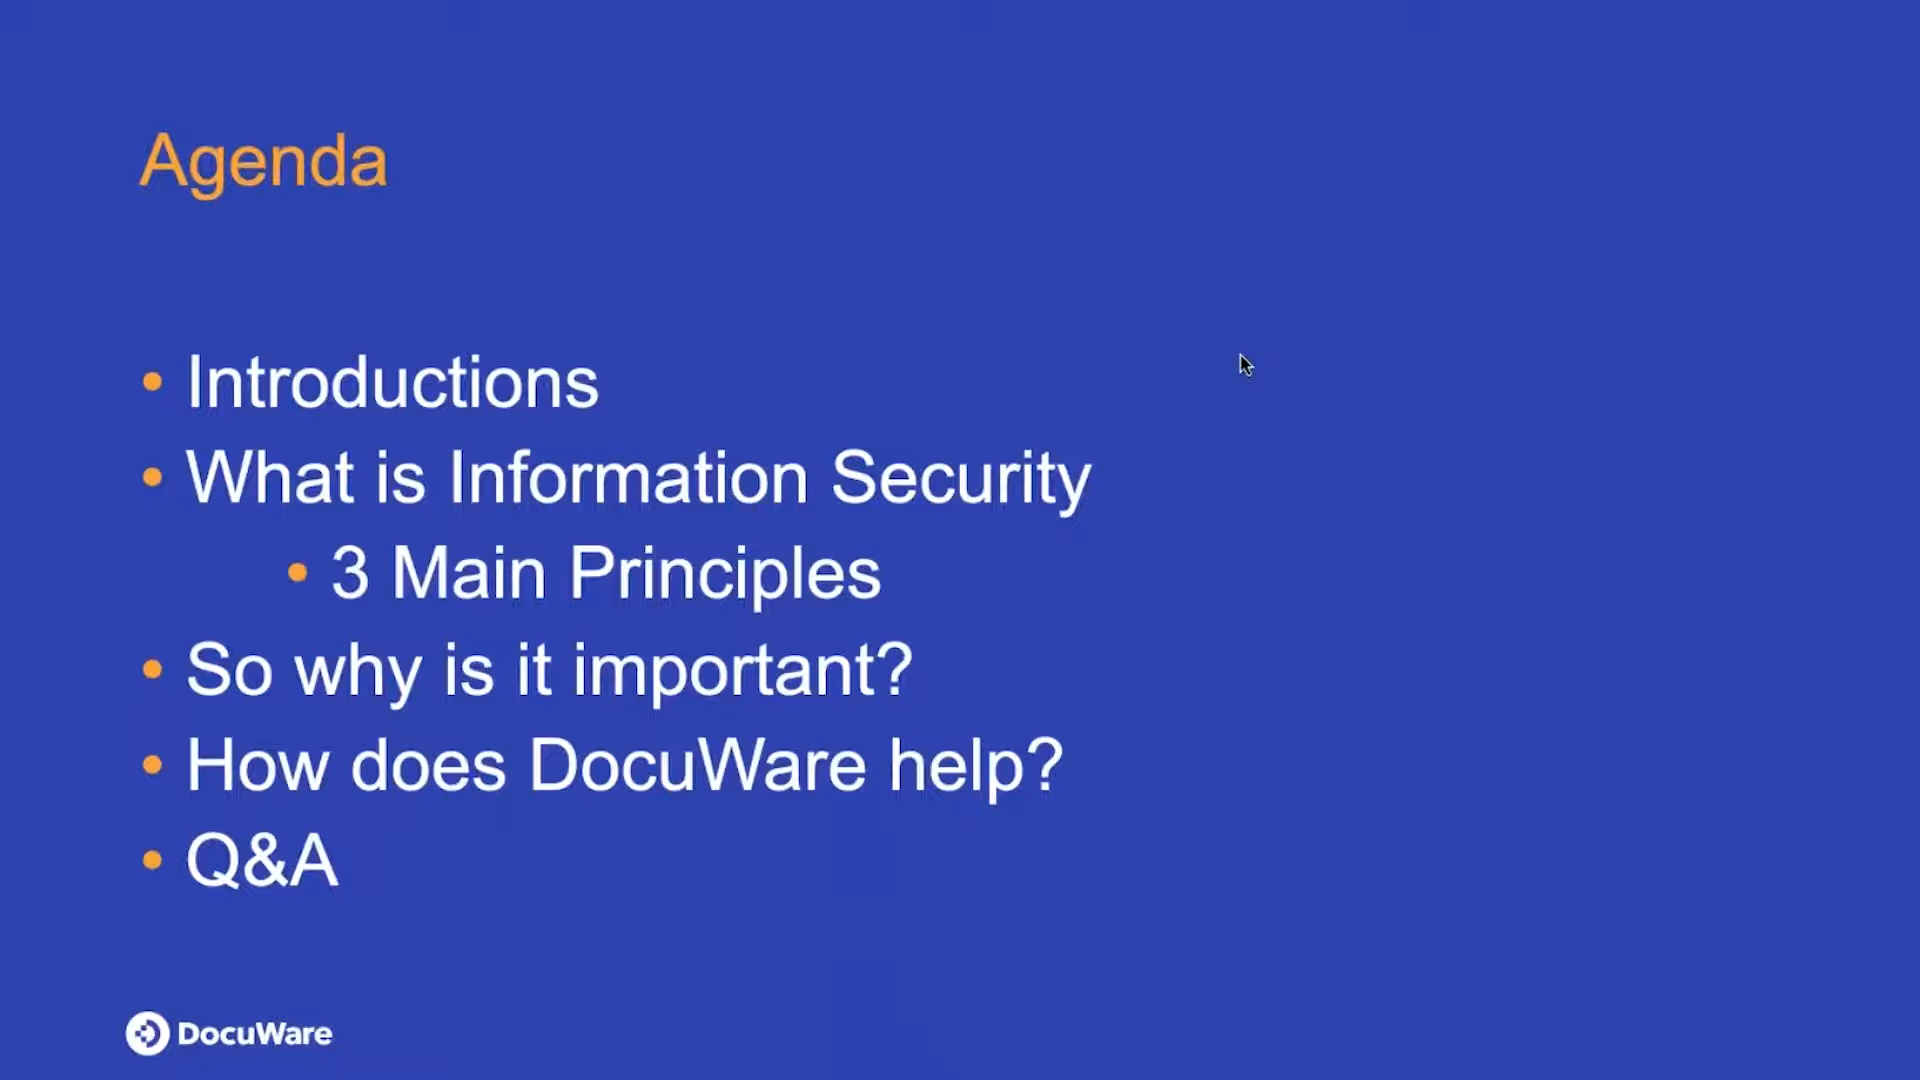 Agenda
• Introductions
• What is Information Security
• 3 Main Principles
• So why is it important?
• How does DocuWare help?
• Q&A
DocuWare